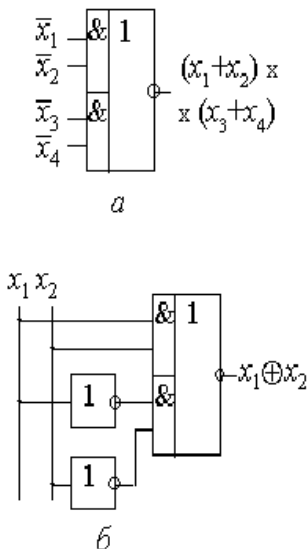 x̅₁ & 1
x̅₂ (x₁+x₂) x
x̅₃ & x (x₃+x₄)
x̅₄
а
x₁ x₂
& 1
1 & x₁⊕x₂
1
б